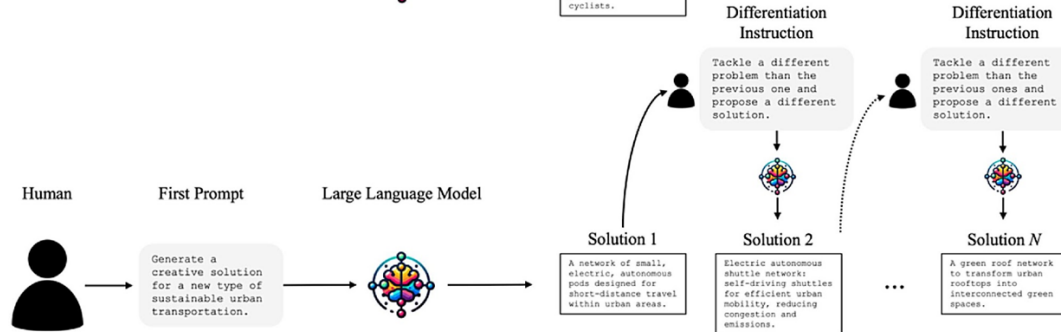 cyclists.
Differentiation
Instruction
Tackle a different
problem than the
previous one and
propose a different
solution.
Differentiation
Instruction
Tackle a different
problem than the
previous ones and
propose a different
solution.
Human
First Prompt
Large Language Model
Generate a
creative solution
for a new type of
sustainable urban
transportation.
Solution 1
A network of small,
electric, autonomous
pods designed for
short-distance travel
within urban areas.
Solution 2
Electric autonomous
shuttle network:
self-driving shuttles
for efficient urban
mobility, reducing
congestion and
emissions.
...
Solution N
A green roof network
to transform urban
rooftops into
interconnected green
spaces.